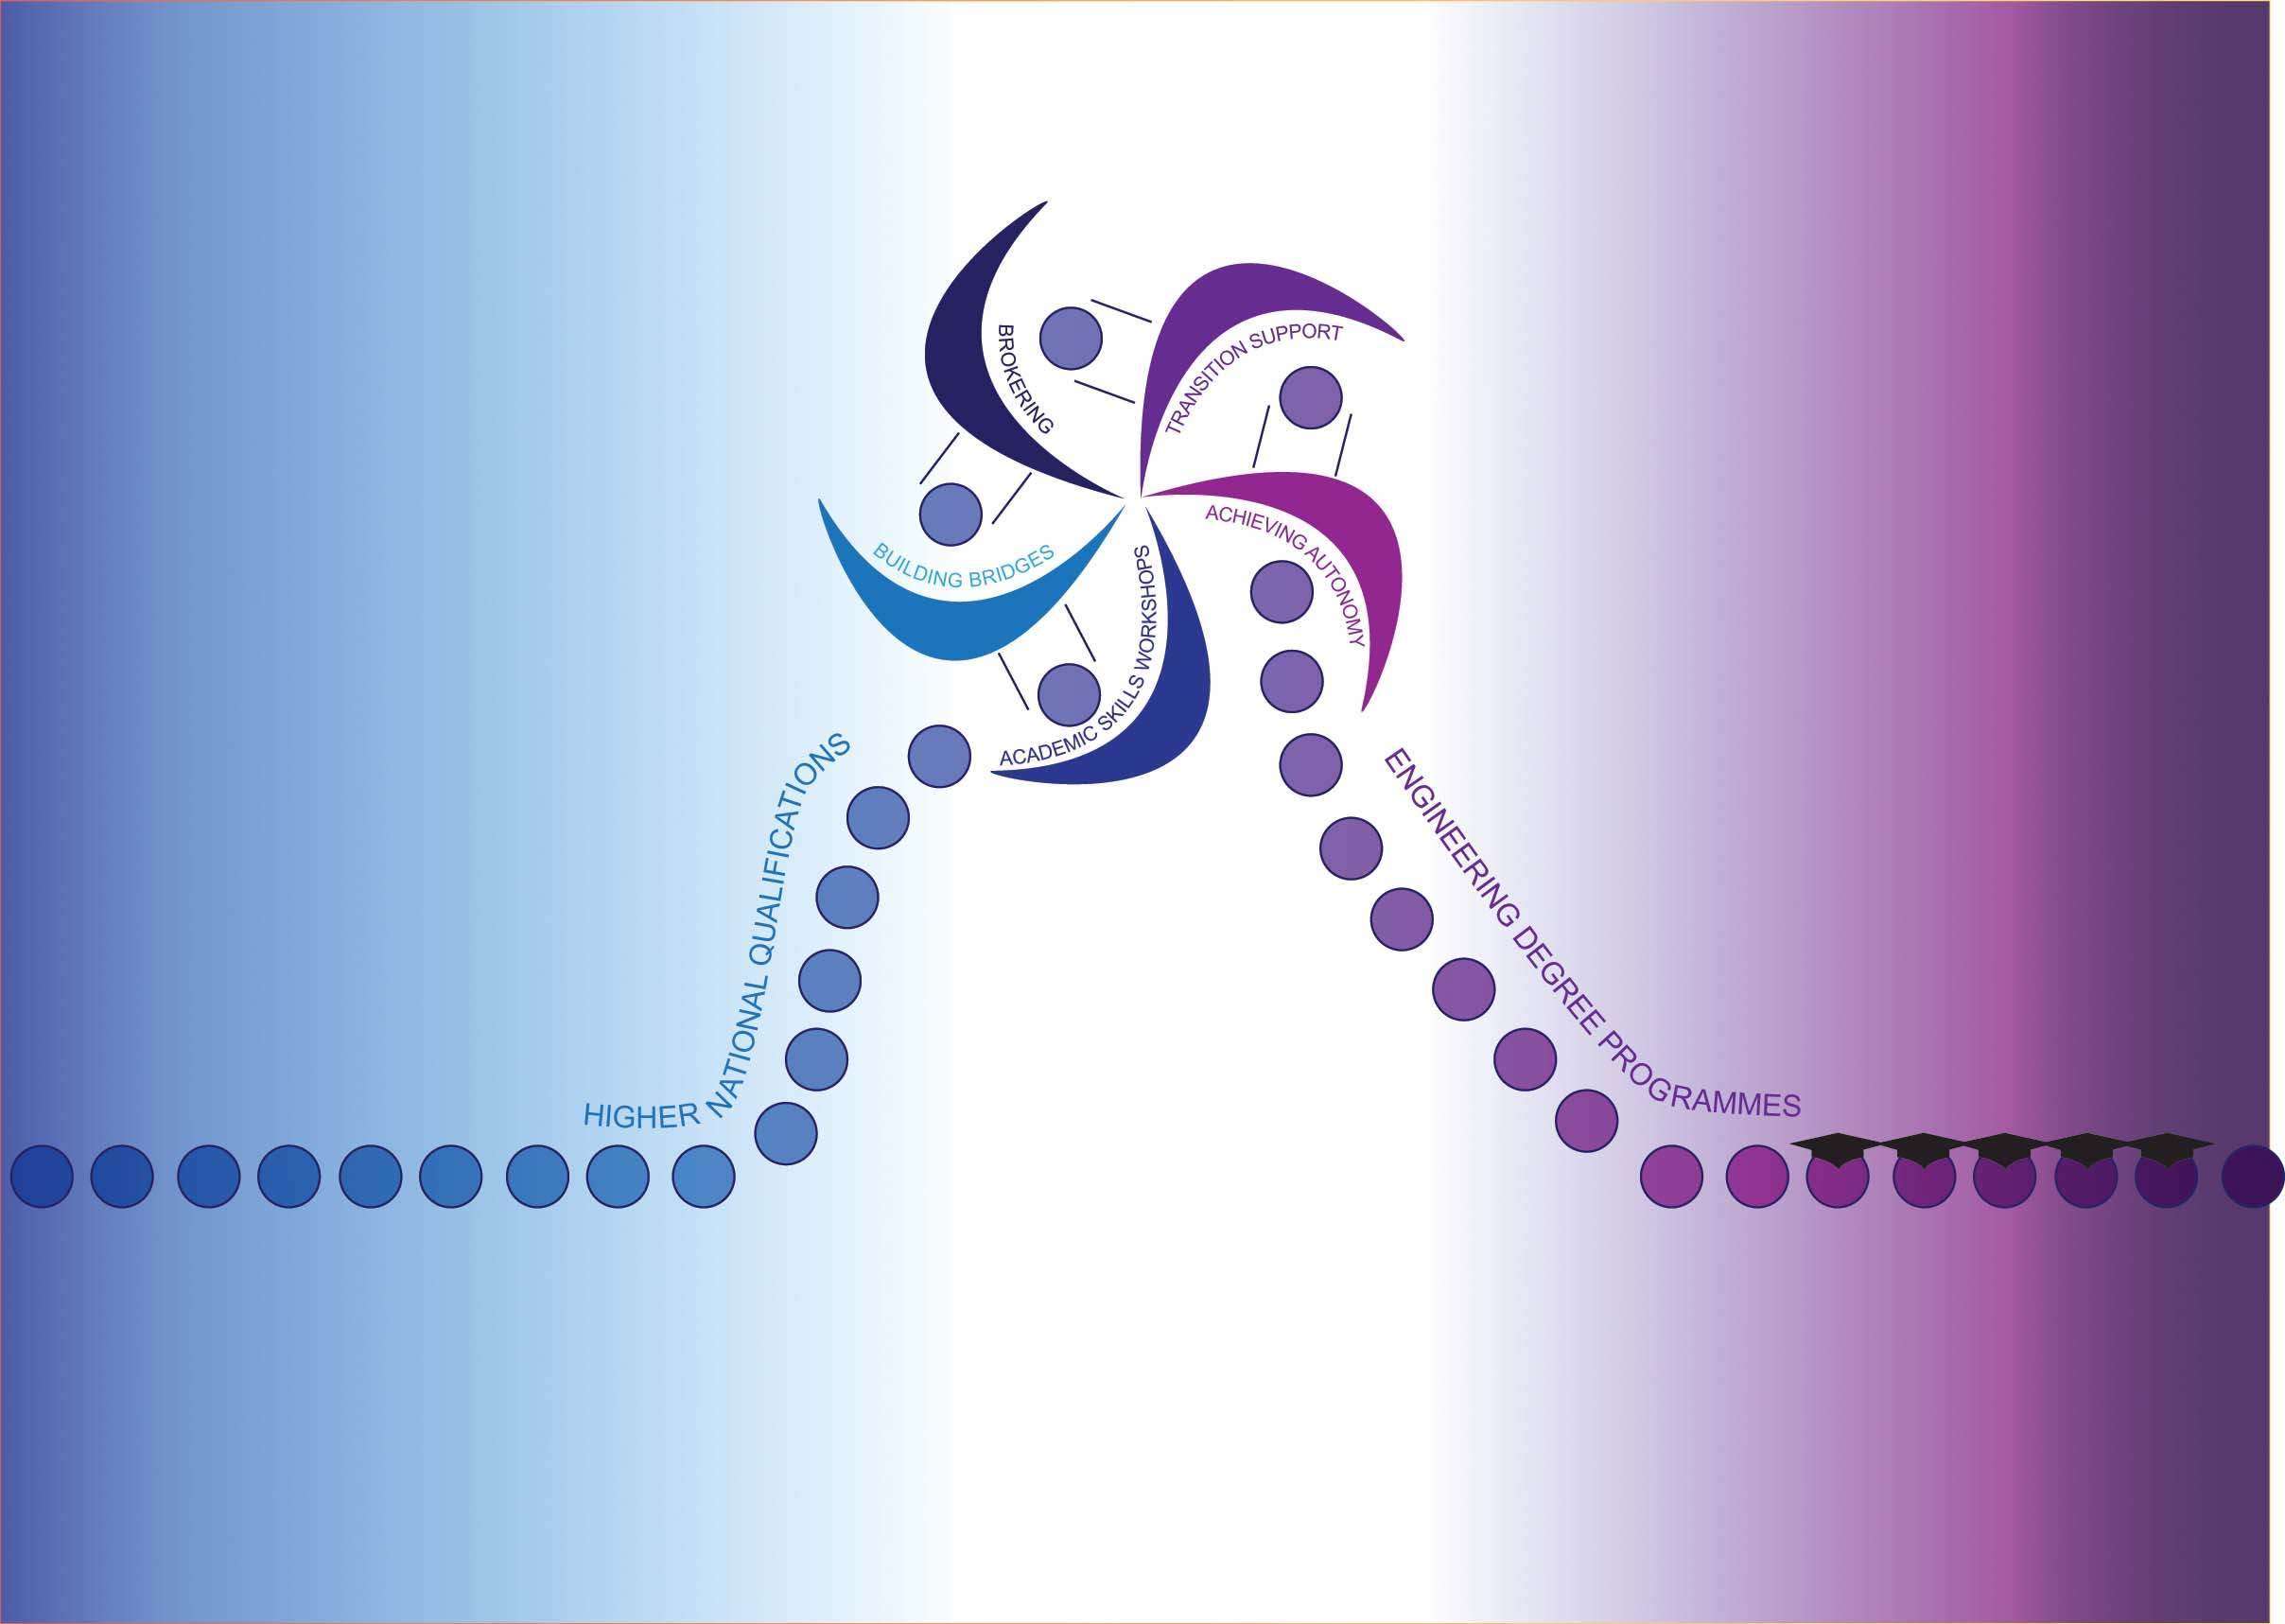 BROKERING
TRANSITION SUPPORT
BUILDING BRIDGES
ACHIEVING AUTONOMY
ACADEMIC SKILLS WORKSHOPS
HIGHER NATIONAL QUALIFICATIONS
ENGINEERING DEGREE PROGRAMMES